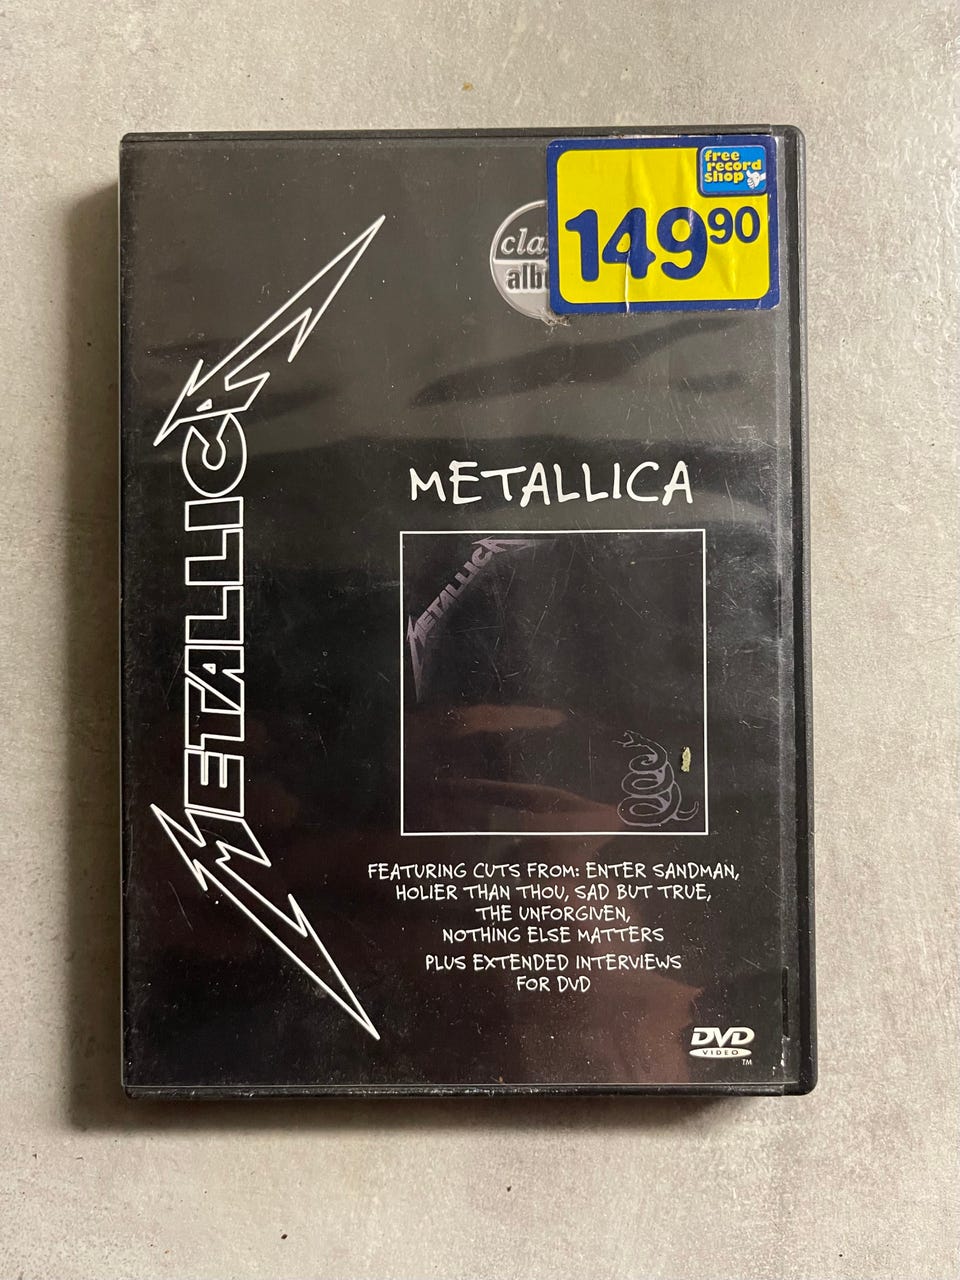 free
record
shop
149 90
METALLICA
METALLICA
METALLICA
FEATURING CUTS FROM: ENTER SANDMAN,
HOLIER THAN THOU, SAD BUT TRUE,
THE UNFORGIVEN,
NOTHING ELSE MATTERS
PLUS EXTENDED INTERVIEWS
FOR DVD
DVD
VIDEO
TM